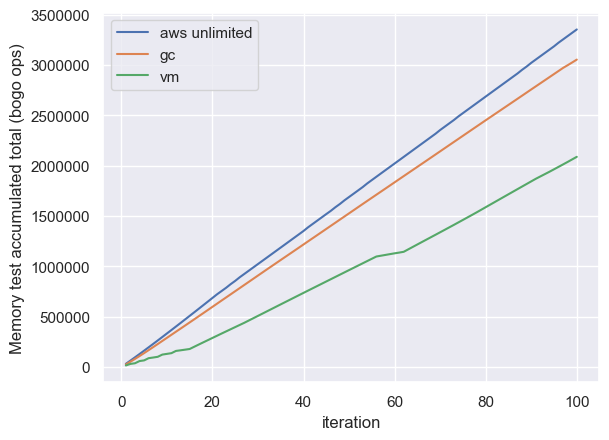 Memory test accumulated total (bogo ops)
3500000
3000000
2500000
2000000
1500000
1000000
500000
0
aws unlimited
gc
vm
0 20 40 60 80 100
iteration